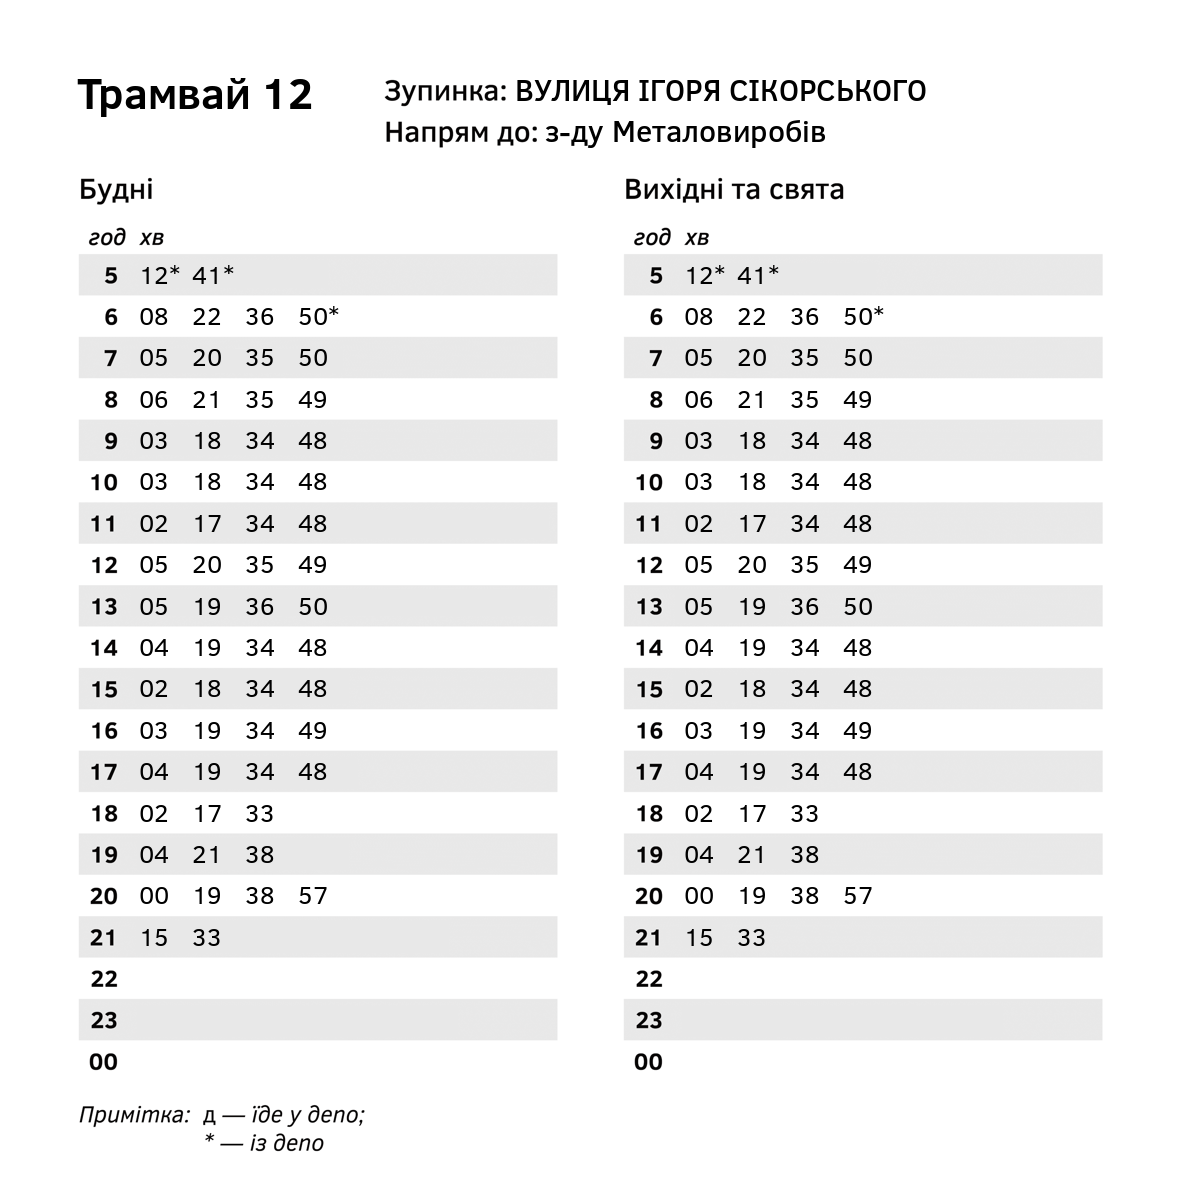 Трамвай 12
Зупинка: ВУЛИЦЯ ІГОРЯ СІКОРСЬКОГО
Напрям до: з-ду Металовиробів
Будні
год хв
5 12* 41*
6 08 22 36 50*
7 05 20 35 50
8 06 21 35 49
9 03 18 34 48
10 03 18 34 48
11 02 17 34 48
12 05 20 35 49
13 05 19 36 50
14 04 19 34 48
15 02 18 34 48
16 03 19 34 49
17 04 19 34 48
18 02 17 33
19 04 21 38
20 00 19 38 57
21 15 33
22
23
00
Вихідні та свята
год хв
5 12* 41*
6 08 22 36 50*
7 05 20 35 50
8 06 21 35 49
9 03 18 34 48
10 03 18 34 48
11 02 17 34 48
12 05 20 35 49
13 05 19 36 50
14 04 19 34 48
15 02 18 34 48
16 03 19 34 49
17 04 19 34 48
18 02 17 33
19 04 21 38
20 00 19 38 57
21 15 33
22
23
00
Примітка: д — їде у депо;
* — із депо